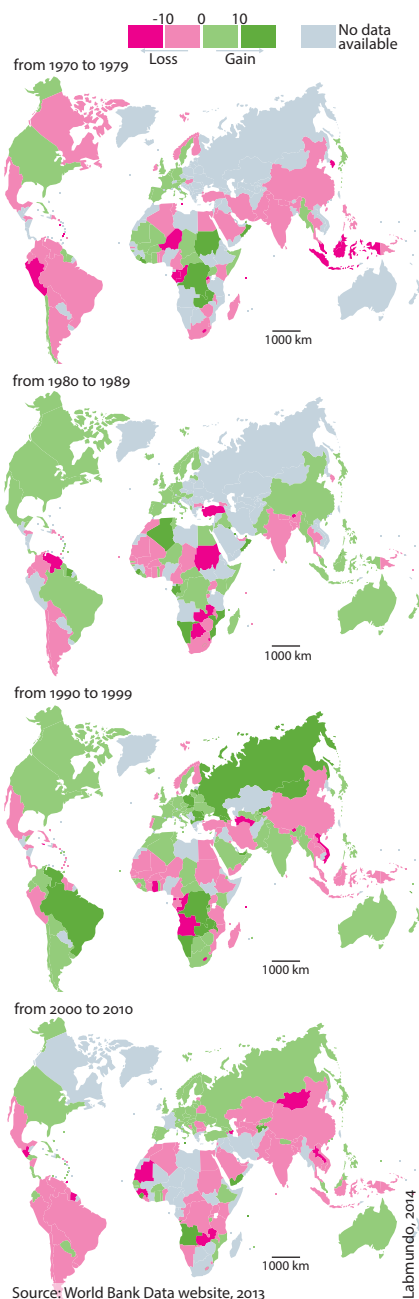 -10 0 10
Loss Gain
No data
available
from 1970 to 1979
1000 km
from 1980 to 1989
1000 km
from 1990 to 1999
1000 km
from 2000 to 2010
1000 km
Source: World Bank Data website, 2013
Labmundo, 2014